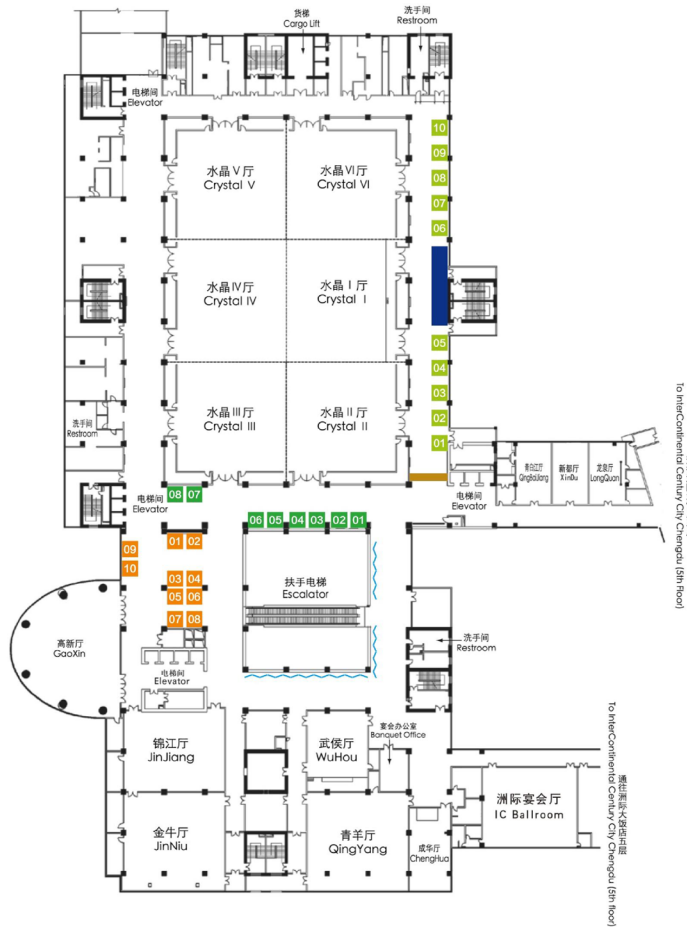 货梯
Cargo Lift
洗手间
Restroom
电梯间
Elevator
10
09
08
07
06
水晶V厅
Crystal V
水晶VI厅
Crystal VI
水晶IV厅
Crystal IV
水晶 I 厅
Crystal I
05
04
03
02
01
水晶III厅
Crystal III
水晶II厅
Crystal II
洗手间
Restroom
青白江厅
QingBaiJiang
新都厅
XinDu
龙泉厅
LongQuan
To InterContinental Century City Chengdu (5th Floor)
电梯间
Elevator
08 07
电梯间
Elevator
06 05 04 03 02 01
01 02
09
10
03 04
05 06
07 08
扶手电梯
Escalator
高新厅
GaoXin
洗手间
Restroom
电梯间
Elevator
锦江厅
JinJiang
武侯厅
WuHou
宴会办公室
Banquet Office
金牛厅
JinNiu
青羊厅
QingYang
成华厅
ChengHua
洲际宴会厅
IC Ballroom
通往洲际大饭店五层
To InterContinental Century City Chengdu (5th floor)